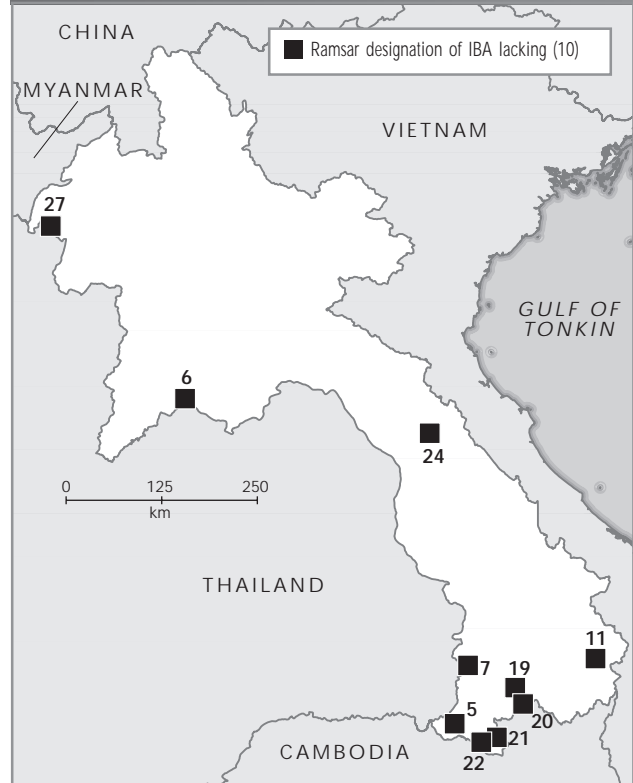 CHINA
Ramsar designation of IBA lacking (10)
MYANMAR
VIETNAM
27
GULF OF
TONKIN
6
24
0 125 250
km
THAILAND
11
7
19
5
20
21
22
CAMBODIA